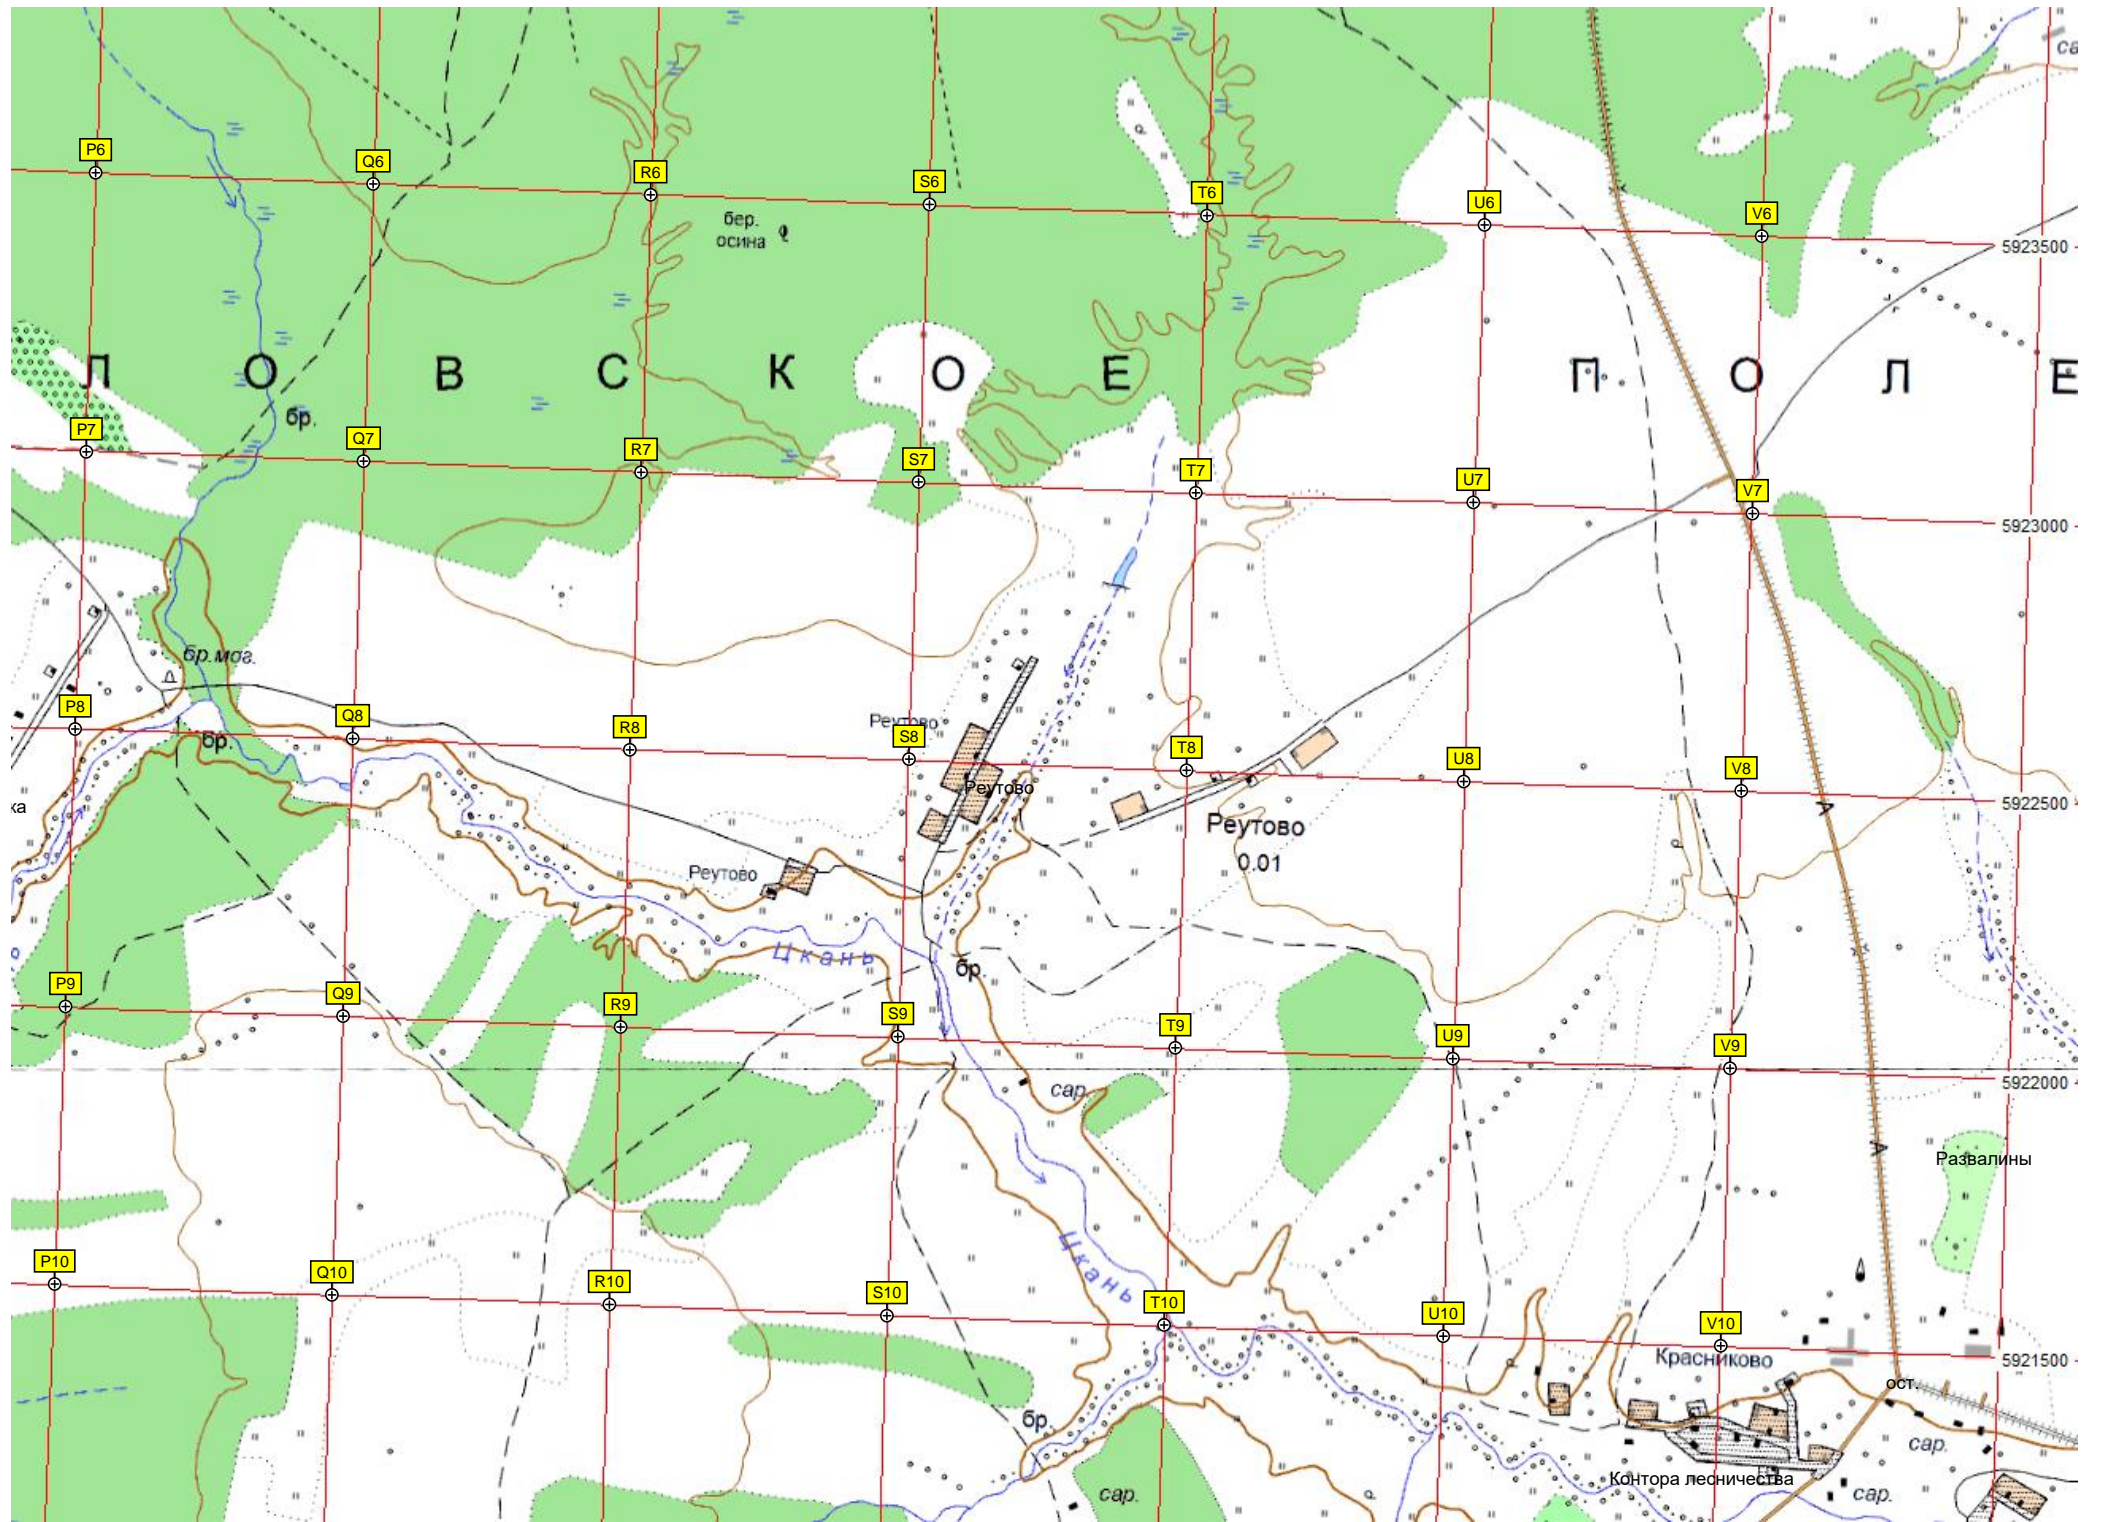 са
P6
Q6
R6
S6
T6
U6
V6
бер.
осина
5923500
Л О В С К О Е П О Л Е
бр.
P7
Q7
R7
S7
T7
U7
V7
5923000
бр.мог.
P8
Q8
R8
Реутово
S8
T8
U8
V8
бр.
Реутово
5922500
ка
А
Реутово
0.01
Реутово
Цкань
бр.
P9
Q9
R9
S9
T9
U9
V9
сар.
5922000
А
Развалины
Цкань
P10
Q10
R10
S10
T10
U10
V10
Красниково
5921500
ост.
бр.
сар.
Контора лесничества
сар.
сар.